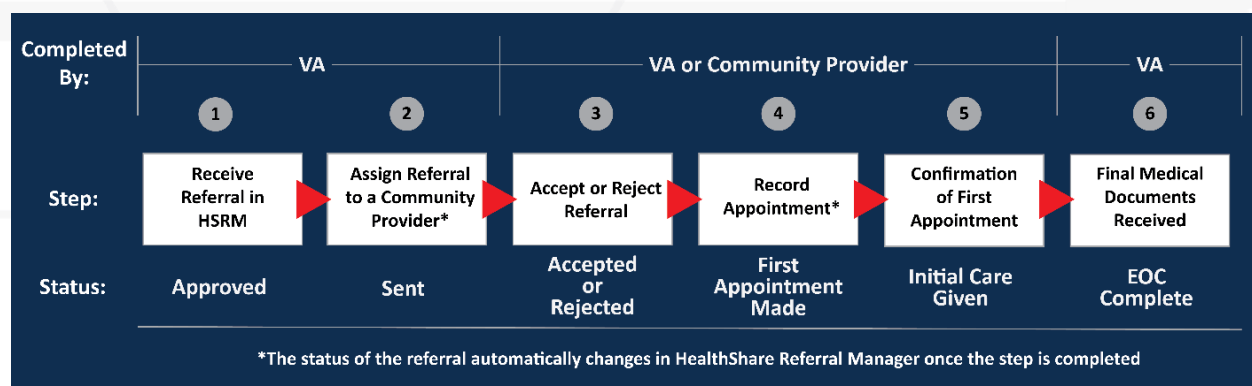 Completed
By:
VA
VA or Community Provider
VA
1
2
3
4
5
6
Step:
Receive
Referral in
HSRM
Assign Referral
to a Community
Provider*
Accept or Reject
Referral
Record
Appointment*
Confirmation
of First
Appointment
Final Medical
Documents
Received
Status:
Approved
Sent
Accepted
or
Rejected
First
Appointment
Made
Initial Care
Given
EOC
Complete
*The status of the referral automatically changes in HealthShare Referral Manager once the step is completed